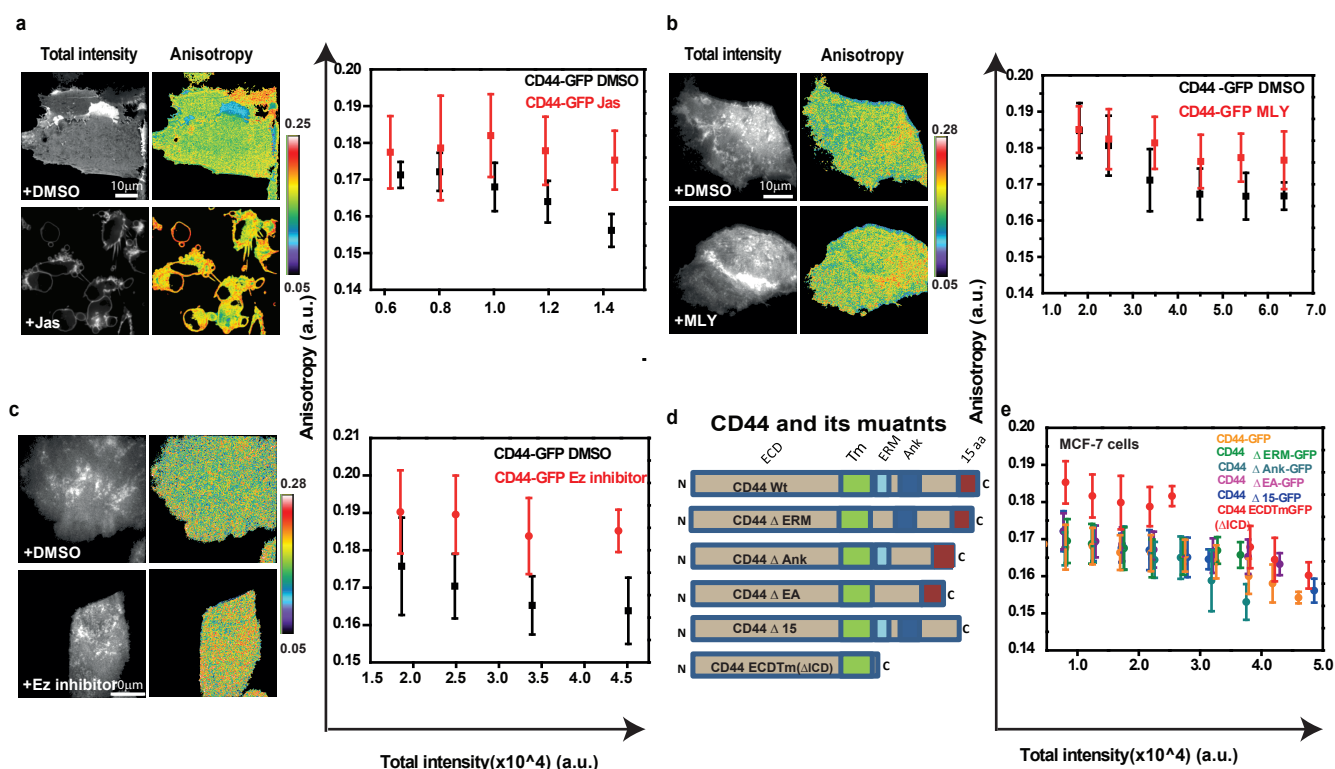 a
Total intensity
Anisotropy
+DMSO
10μm
+Jas
0.25
0.05
0.20
0.19
0.18
0.17
0.16
0.15
0.14
CD44-GFP DMSO
CD44-GFP Jas
0.6 0.8 1.0 1.2 1.4
b
Total intensity
Anisotropy
+DMSO
10μm
+MLY
0.28
0.05
0.20
0.19
0.18
0.17
0.16
0.15
0.14
CD44 -GFP DMSO
CD44-GFP MLY
1.0 2.0 3.0 4.0 5.0 6.0 7.0
Anisotropy (a.u.)
Anisotropy (a.u.)
c
+DMSO
+Ez inhibitor
0μm
0.28
0.05
0.21
0.20
0.19
0.18
0.17
0.16
0.15
CD44-GFP DMSO
CD44-GFP Ez inhibitor
1.5 2.0 2.5 3.0 3.5 4.0 4.5
Total intensity(x10^4) (a.u.)
d
CD44 and its muatnts
ECD Tm ERM Ank 15 aa
N CD44 Wt C
N CD44 Δ ERM C
N CD44 Δ Ank C
N CD44 Δ EA C
N CD44 Δ 15 C
N CD44 ECDTm(ΔICD) C
e
MCF-7 cells
CD44-GFP
CD44 Δ ERM-GFP
CD44 Δ Ank-GFP
CD44 Δ EA-GFP
CD44 Δ 15-GFP
CD44 ECDTmGFP
(ΔICD)
0.20
0.19
0.18
0.17
0.16
0.15
0.14
1.0 2.0 3.0 4.0 5.0
Total intensity(x10^4) (a.u.)